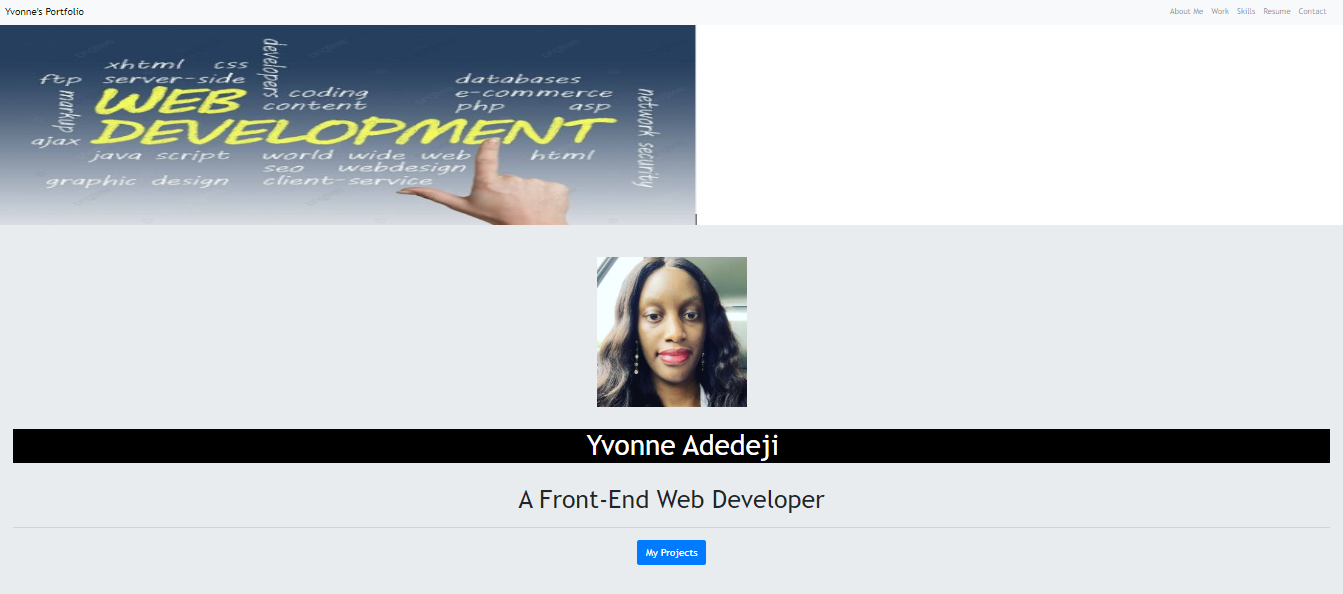 Yvonne's Portfolio
About Me Work Skills Resume Contact
developers
xhtml css
ftp server-side
databases
markup
WEB
coding
e-commerce
content
php asp
network security
DEVELOPMENT
ajax
java script world wide web html
seo webdesign
graphic design client-service
Yvonne Adedeji
A Front-End Web Developer
My Projects